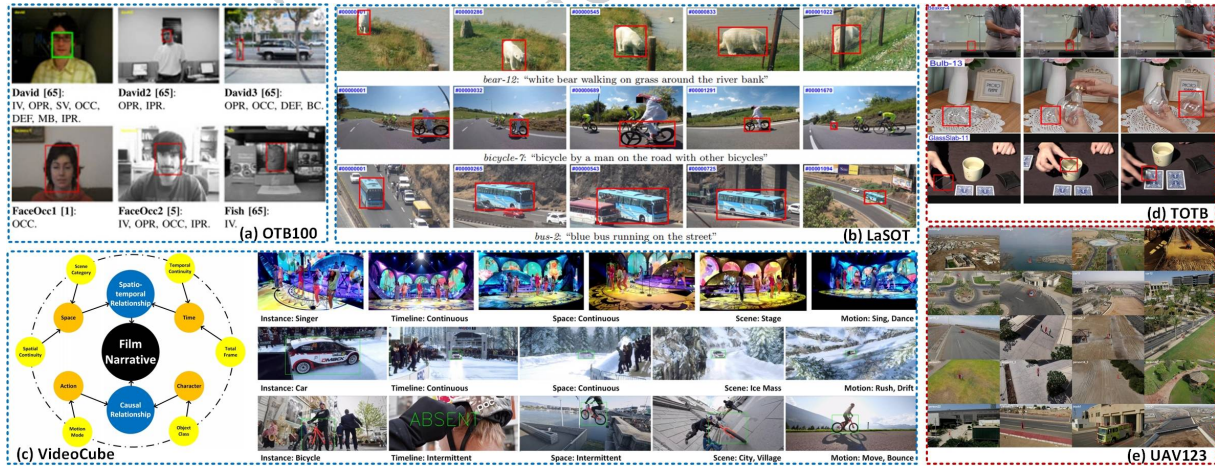 David [65]:
IV, OPR, SV, OCC,
DEF, MB, IPR.
David2 [65]:
OPR, IPR.
David3 [65]:
OPR, OCC, DEF, BC.
FaceOcc1 [1]:
OCC.
FaceOcc2 [5]:
IV, OPR, OCC, IPR.
Fish [65]:
IV.
(a) OTB100
#00000286
#00000545
#00000833
#00001022
bear-12: “white bear walking on grass around the river bank”
#00000001
#00000032
#00000689
#00001291
#00001670
bicycle-7: “bicycle by a man on the road with other bicycles”
#00000001
#00000265
#00000543
#00000725
#00001094
bus-2: “blue bus running on the street”
(b) LaSOT
Bulb-13
GlassSlab-11
(d) TOTB
Scene
Category
Temporal
Continuity
Spatio-
temporal
Relationship
Space
Time
Spatial
Continuity
Film
Narrative
Total
Frame
Action
Character
Causal
Relationship
Motion
Mode
Object
Class
(c) VideoCube
Instance: Singer
Timeline: Continuous
Space: Continuous
Scene: Stage
Motion: Sing, Dance
Instance: Car
Timeline: Continuous
Space: Continuous
Scene: Ice Mass
Motion: Rush, Drift
ABSENT
Instance: Bicycle
Timeline: Intermittent
Space: Intermittent
Scene: City, Village
Motion: Move, Bounce
(e) UAV123